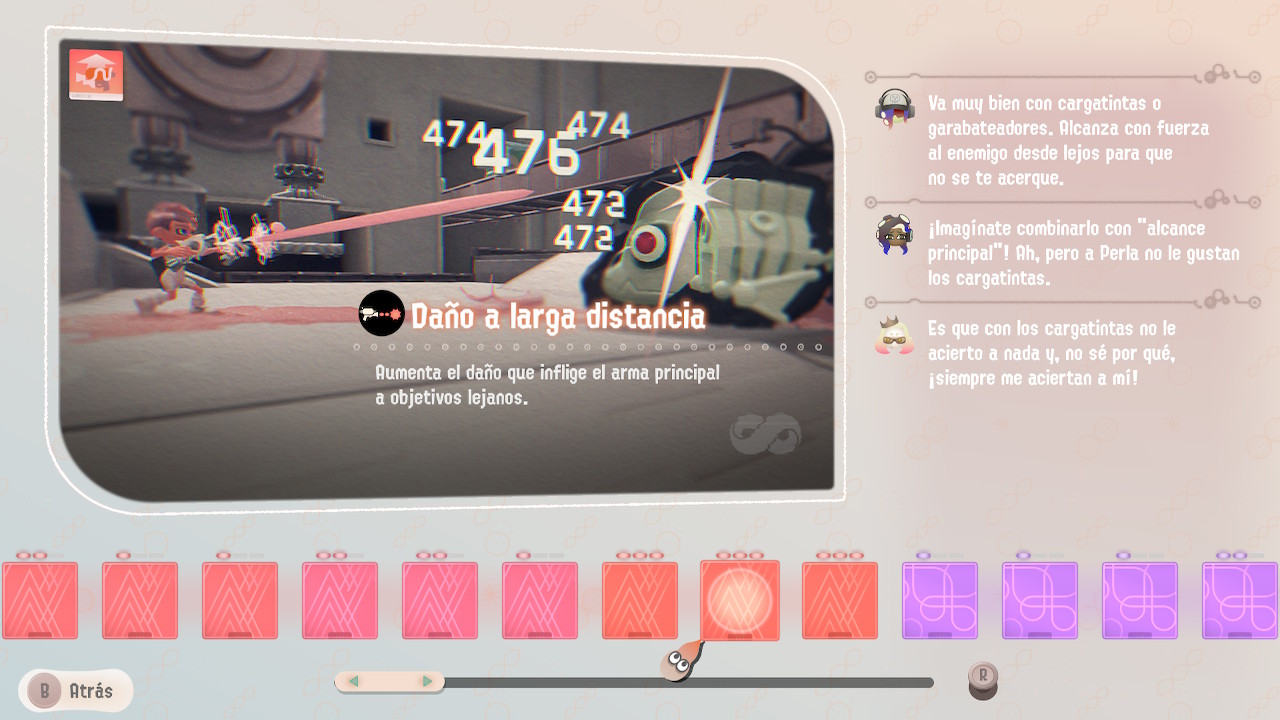 474
476
474
472
472
Daño a larga distancia
Aumenta el daño que inflige el arma principal
a objetivos lejanos.
Va muy bien con cargatintas o
garabateadores. Alcanza con fuerza
al enemigo desde lejos para que
no se te acerque.
¡Imagínate combinarlo con "alcance
principal"! Ah, pero a Perla no le gustan
los cargatintas.
Es que con los cargatintas no le
acierto a nada y, no sé por qué,
¡siempre me aciertan a mí!
B Atrás
R